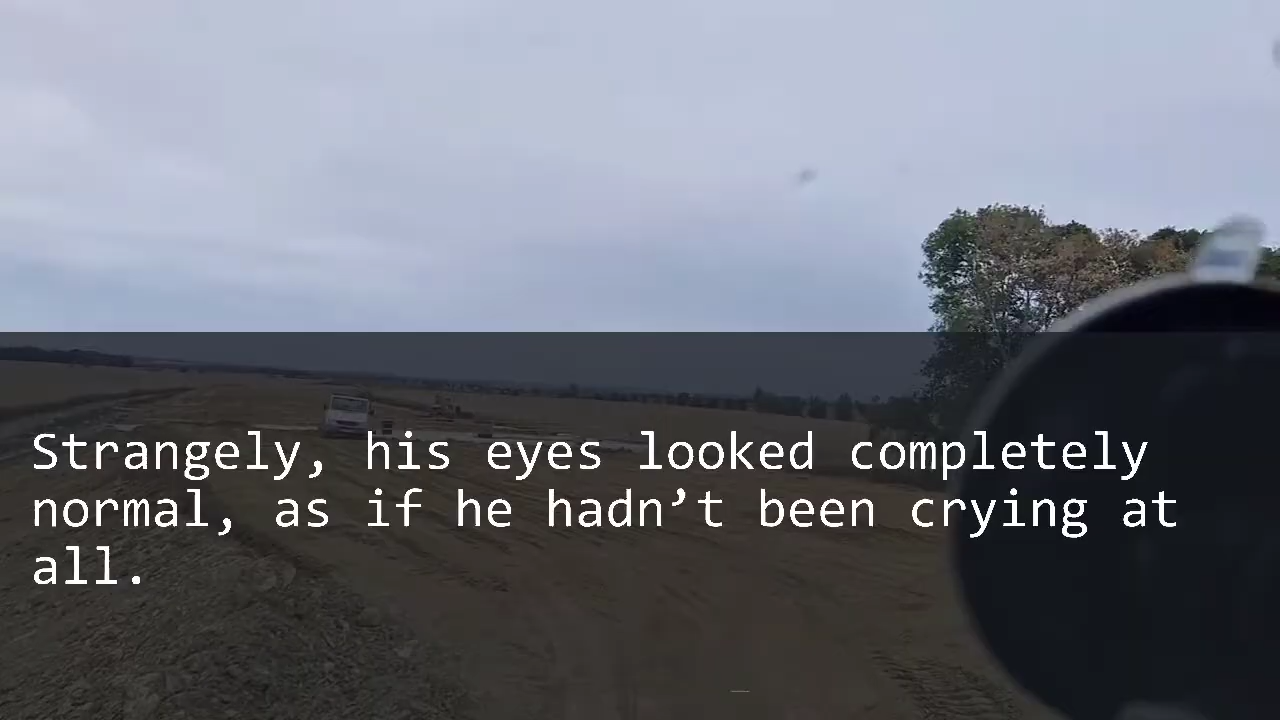 Strangely, his eyes looked completely
normal, as if he hadn’t been crying at
all.